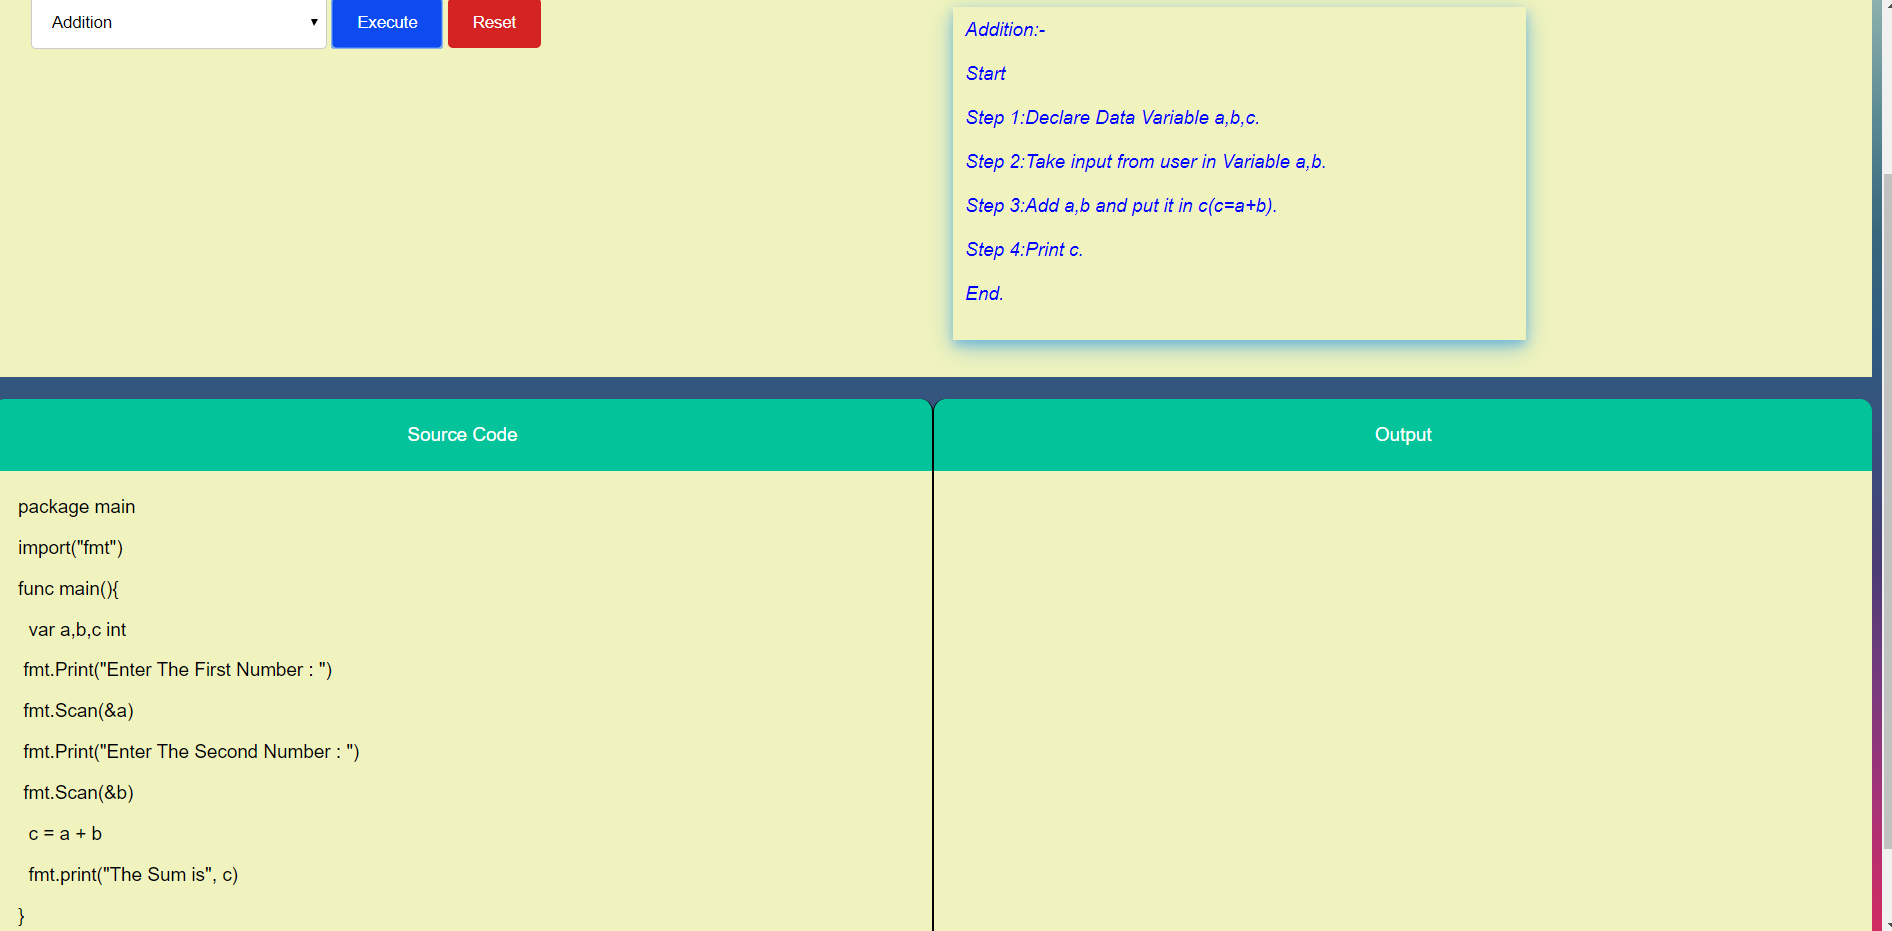 Addition
Execute
Reset
Addition:-
Start
Step 1:Declare Data Variable a,b,c.
Step 2:Take input from user in Variable a,b.
Step 3:Add a,b and put it in c(c=a+b).
Step 4:Print c.
End.
Source Code
Output
package main
import("fmt")
func main(){
var a,b,c int
fmt.Print("Enter The First Number : ")
fmt.Scan(&a)
fmt.Print("Enter The Second Number : ")
fmt.Scan(&b)
c = a + b
fmt.print("The Sum is", c)
}